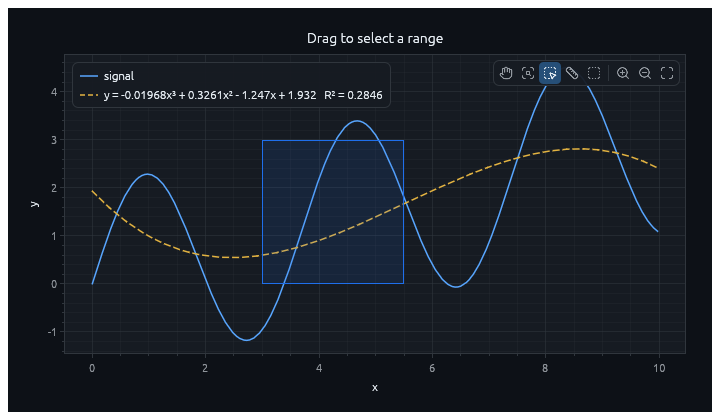 Drag to select a range
signal
y = -0.01968x³ + 0.3261x² - 1.247x + 1.932   R² = 0.2846
4
3
2
1
0
-1
y
0 2 4 6 8 10
x